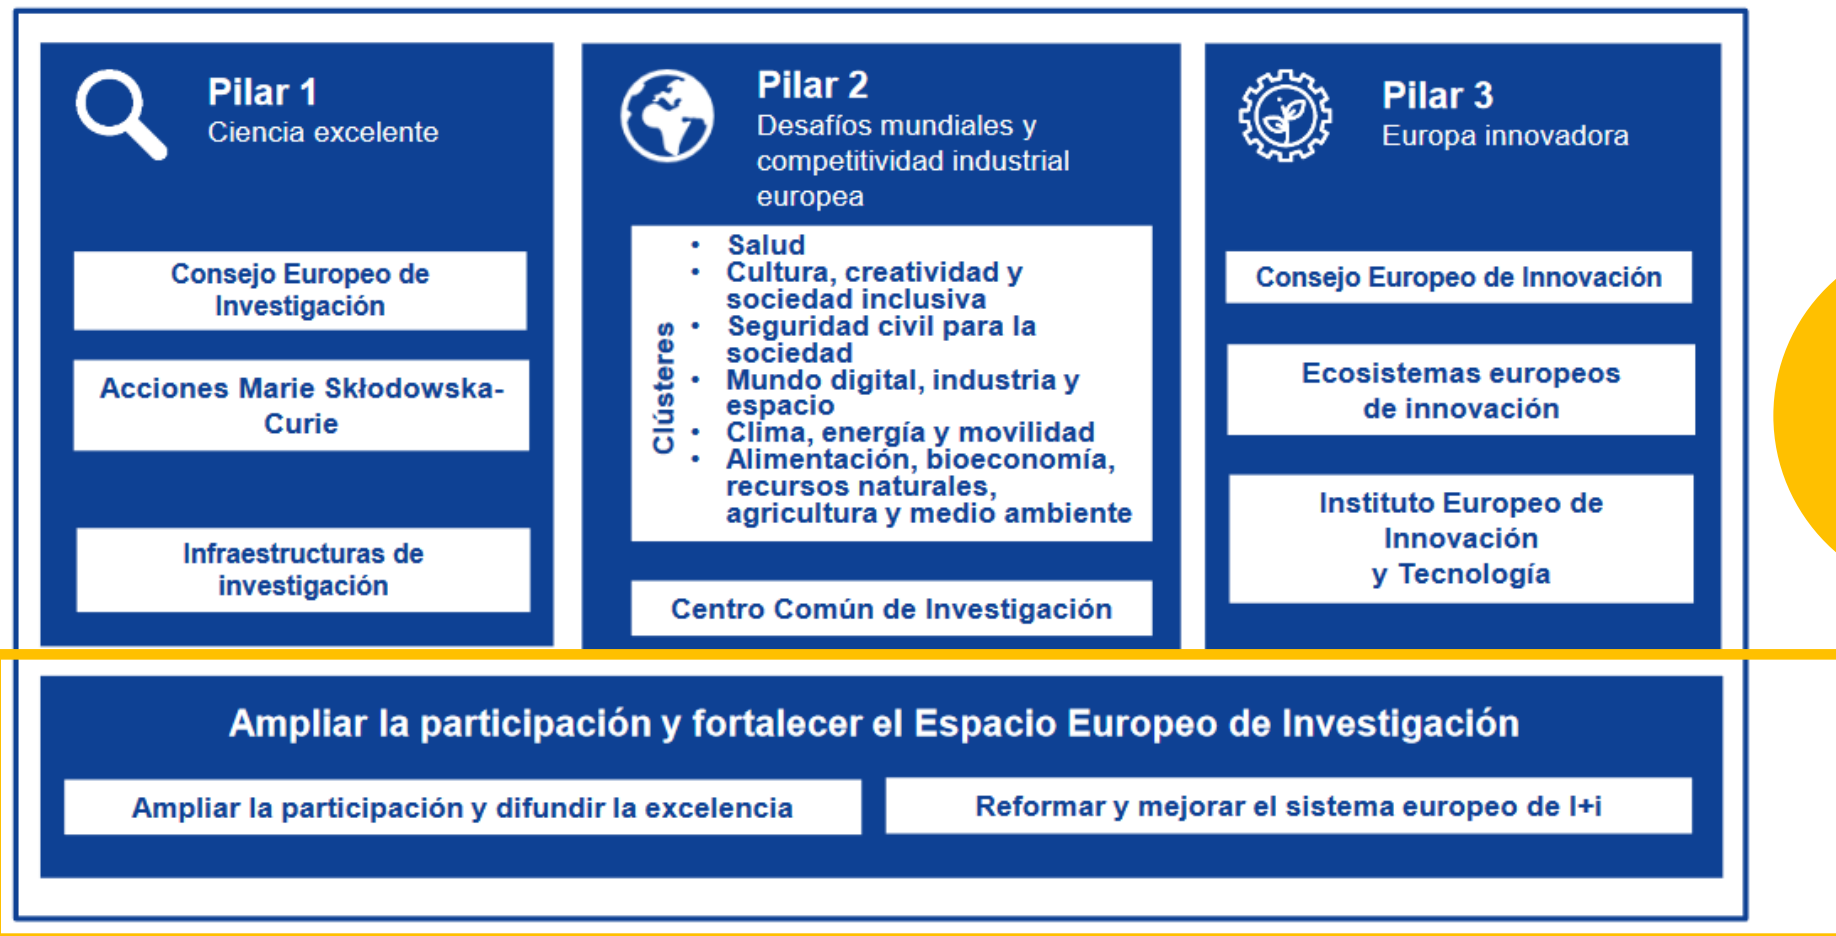 Pilar 1
Ciencia excelente
Consejo Europeo de
Investigación
Acciones Marie Skłodowska-
Curie
Infraestructuras de
investigación
Pilar 2
Desafíos mundiales y
competitividad industrial
europea
Clústeres
• Salud
• Cultura, creatividad y
sociedad inclusiva
• Seguridad civil para la
sociedad
• Mundo digital, industria y
espacio
• Clima, energía y movilidad
• Alimentación, bioeconomía,
recursos naturales,
agricultura y medio ambiente
Centro Común de Investigación
Pilar 3
Europa innovadora
Consejo Europeo de Innovación
Ecosistemas europeos
de innovación
Instituto Europeo de
Innovación
y Tecnología
Ampliar la participación y fortalecer el Espacio Europeo de Investigación
Ampliar la participación y difundir la excelencia
Reformar y mejorar el sistema europeo de I+i